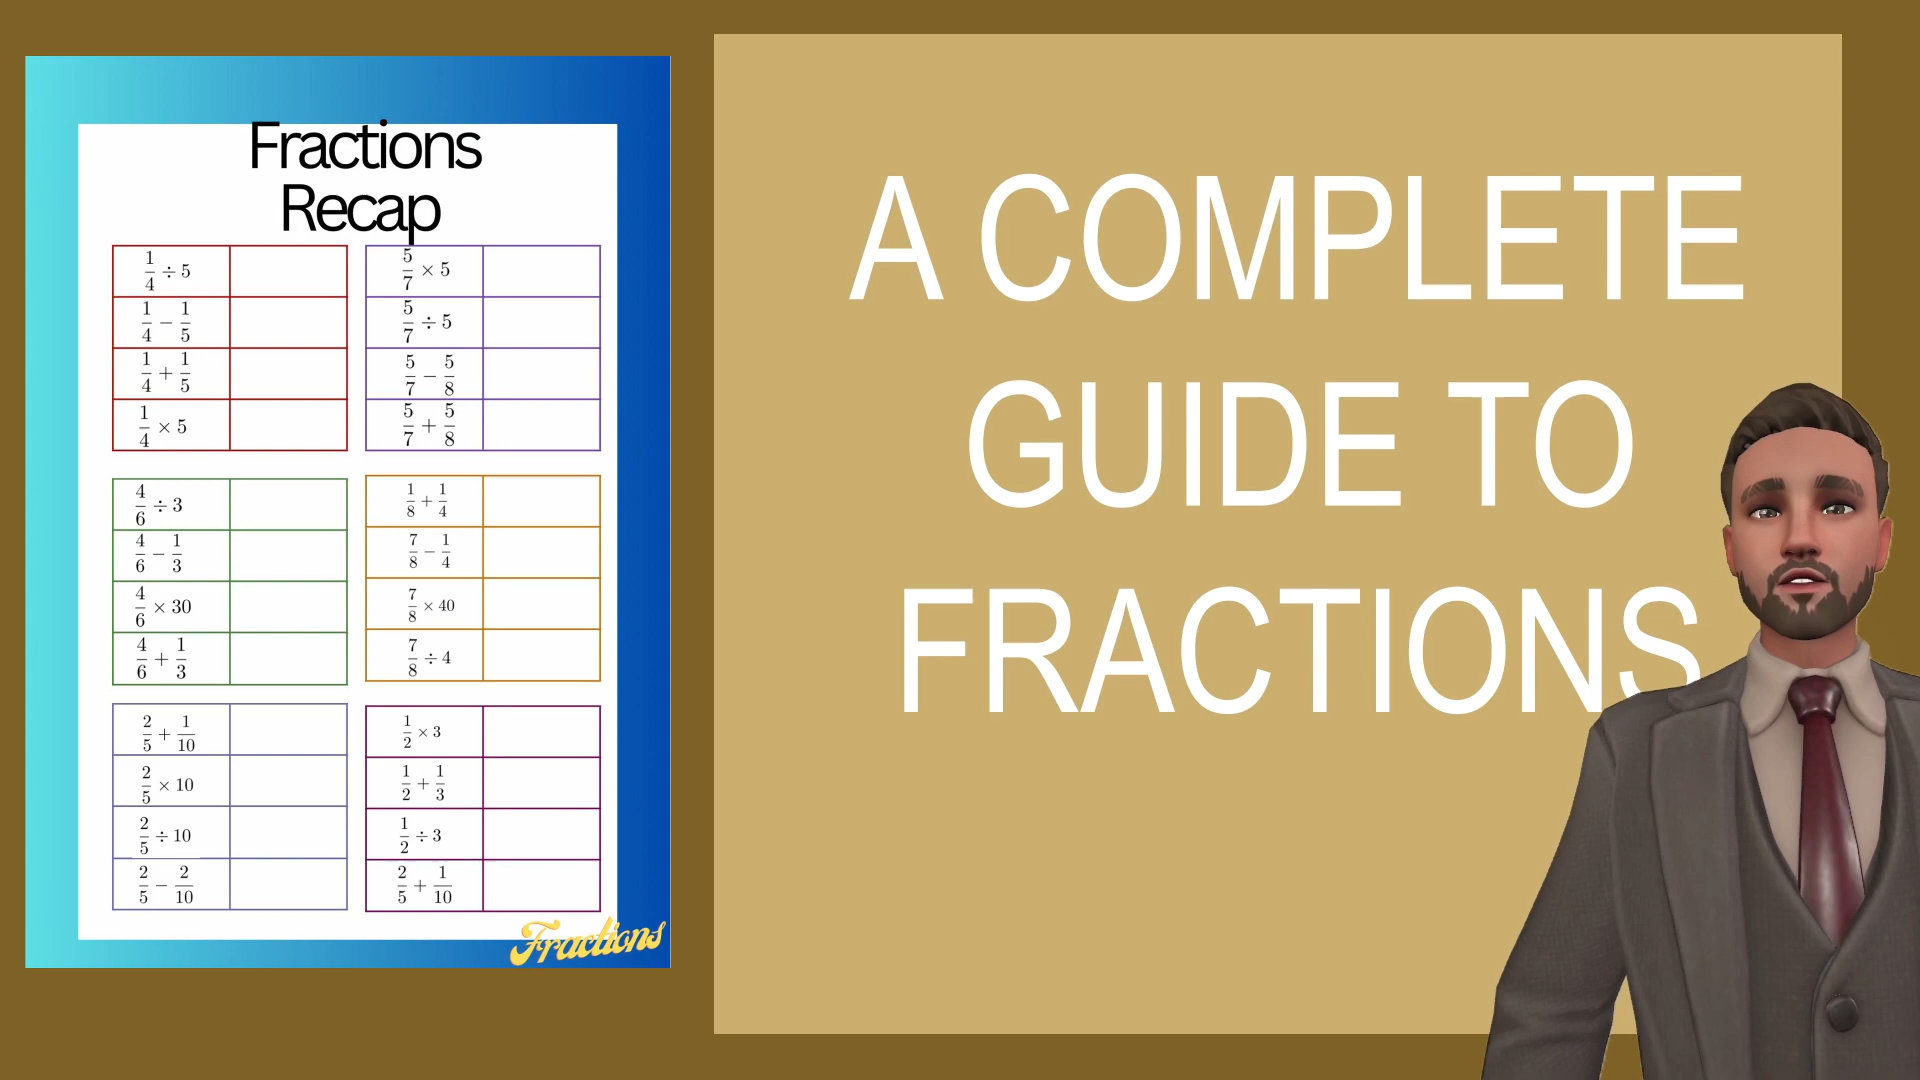 Fractions
Recap
1/4 ÷ 5
1/4 − 1/5
1/4 + 1/5
1/4 × 5
5/7 × 5
5/7 ÷ 5
5/7 − 5/8
5/7 + 5/8
4/6 ÷ 3
4/6 − 1/3
4/6 × 30
4/6 + 1/3
1/8 + 1/4
7/8 − 1/4
7/8 × 40
7/8 ÷ 4
2/5 + 1/10
2/5 × 10
2/5 ÷ 10
2/5 − 2/10
1/2 × 3
1/2 + 1/3
1/2 ÷ 3
2/5 + 1/10
Fractions
A COMPLETE
GUIDE TO
FRACTIONS